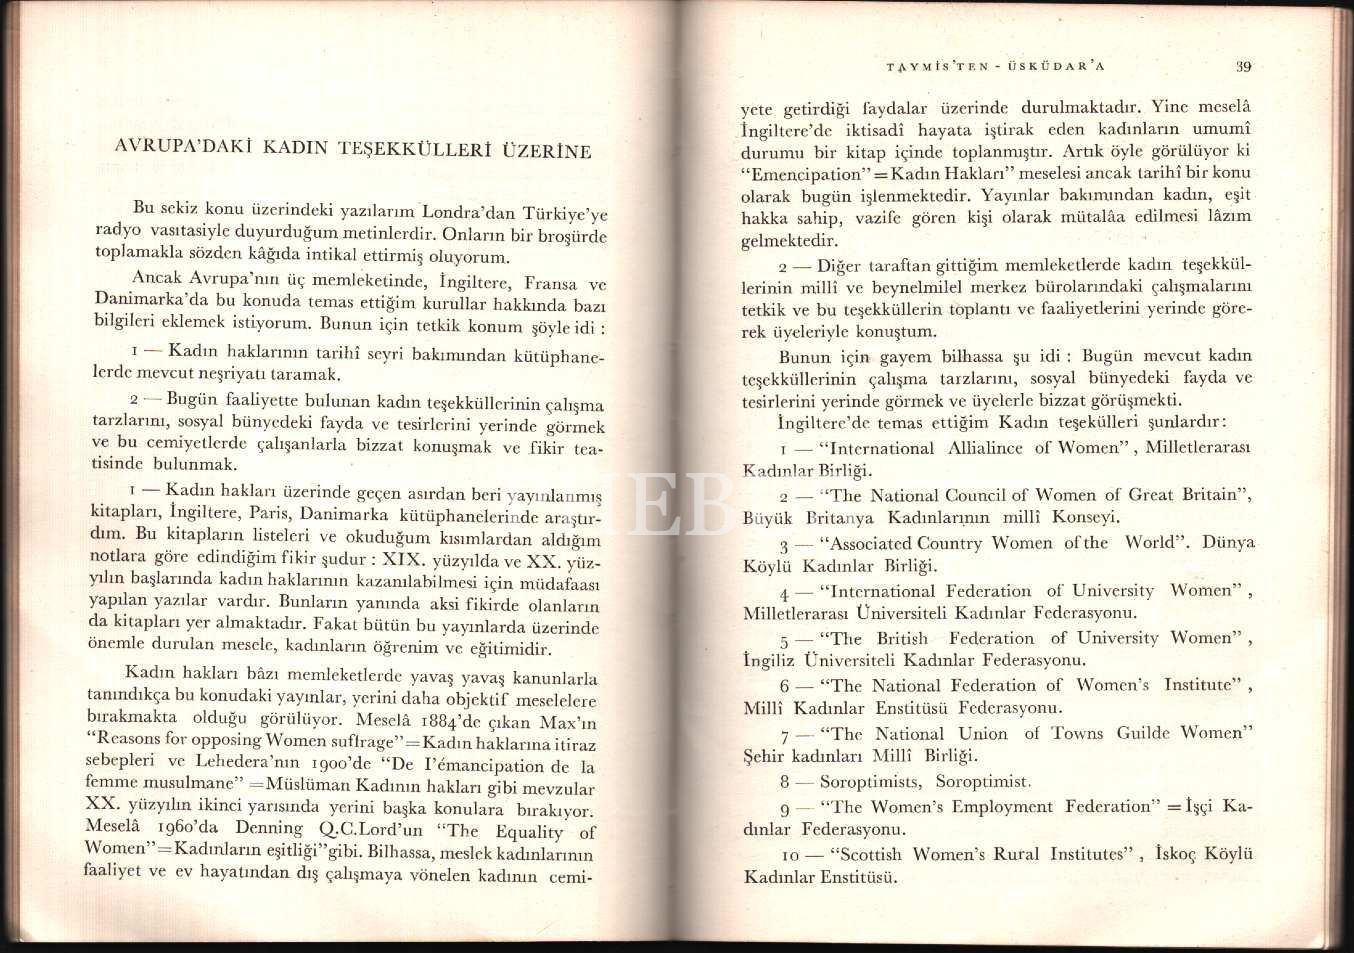 AVRUPA'DAKİ KADIN TEŞEKKÜLLERİ ÜZERİNE
Bu sekiz konu üzerindeki yazılarım Londra'dan Türkiye'ye
radyo vasıtasiyle duyurduğum metinlerdir. Onların bir broşürde
toplamakla sözden kâğıda intikal ettirmiş oluyorum.
Ancak Avrupa'nın üç memleketinde, İngiltere, Fransa ve
Danimarka'da bu konuda temas ettiğim kurullar hakkında bazı
bilgileri eklemek istiyorum. Bunun için tetkik konum şöyle idi :
1 — Kadın haklarının tarihî seyri bakımından kütüphane-
lerde mevcut neşriyatı taramak.
2 — Bugün faaliyette bulunan kadın teşekküllerinin çalışma
tarzlarını, sosyal bünyedeki fayda ve tesirlerini yerinde görmek
ve bu cemiyetlerde çalışanlarla bizzat konuşmak ve fikir tea-
tisinde bulunmak.
1 — Kadın hakları üzerinde geçen asırdan beri yayınlanmış
kitapları, İngiltere, Paris, Danimarka kütüphanelerinde araştır-
dım. Bu kitapların listeleri ve okuduğum kısımlardan aldığım
notlara göre edindiğim fikir şudur : XIX. yüzyılda ve XX. yüz-
yılın başlarında kadın haklarının kazanılabilmesi için müdafaası
yapılan yazılar vardır. Bunların yanında aksi fikirde olanların
da kitapları yer almaktadır. Fakat bütün bu yayınlarda üzerinde
önemle durulan mesele, kadınların öğrenim ve eğitimidir.
Kadın hakları bâzı memleketlerde yavaş yavaş kanunlarla
tanındıkça bu konudaki yayınlar, yerini daha objektif meselelere
bırakmakta olduğu görülüyor. Meselâ 1884'de çıkan Max'ın
"Reasons for opposing Women suffrage"=Kadın haklarına itiraz
sebepleri ve Lehedera'nın 1900'de "De I'émancipation de la
femme musulmane" =Müslüman Kadının hakları gibi mevzular
XX. yüzyılın ikinci yarısında yerini başka konulara bırakıyor.
Meselâ 1960'da Denning Q.C.Lord'un "The Equality of
Women"=Kadınların eşitliği"gibi. Bilhassa, meslek kadınlarının
faaliyet ve ev hayatından dış çalışmaya yönelen kadının cemi-
TAYMİS'TEN - ÜSKÜDAR'A 39
yete getirdiği faydalar üzerinde durulmaktadır. Yine meselâ
İngiltere'de iktisadî hayata iştirak eden kadınların umumî
durumu bir kitap içinde toplanmıştır. Artık öyle görülüyor ki
"Emencipation"=Kadın Hakları" meselesi ancak tarihî bir konu
olarak bugün işlenmektedir. Yayınlar bakımından kadın, eşit
hakka sahip, vazife gören kişi olarak mütalâa edilmesi lâzım
gelmektedir.
2 — Diğer taraftan gittiğim memleketlerde kadın teşekkül-
lerinin millî ve beynelmilel merkez bürolarındaki çalışmalarını
tetkik ve bu teşekküllerin toplantı ve faaliyetlerini yerinde göre-
rek üyeleriyle konuştum.
Bunun için gayem bilhassa şu idi : Bugün mevcut kadın
teşekküllerinin çalışma tarzlarını, sosyal bünyedeki fayda ve
tesirlerini yerinde görmek ve üyelerle bizzat görüşmekti.
İngiltere'de temas ettiğim Kadın teşekülleri şunlardır:
1 — "International Allialince of Women" , Milletlerarası
Kadınlar Birliği.
2 — "The National Council of Women of Great Britain",
Büyük Britanya Kadınlarının millî Konseyi.
3 — "Associated Country Women of the World". Dünya
Köylü Kadınlar Birliği.
4 — "International Federation of University Women" ,
Milletlerarası Üniversiteli Kadınlar Federasyonu.
5 — "The British Federation of University Women" ,
İngiliz Üniversiteli Kadınlar Federasyonu.
6 — "The National Federation of Women's Institute" ,
Millî Kadınlar Enstitüsü Federasyonu.
7 — "The National Union of Towns Guilde Women"
Şehir kadınları Millî Birliği.
8 — Soroptimists, Soroptimist.
9 — "The Women's Employment Federation" = İşçi Ka-
dınlar Federasyonu.
10 — "Scottish Women's Rural Institutes" , İskoç Köylü
Kadınlar Enstitüsü.